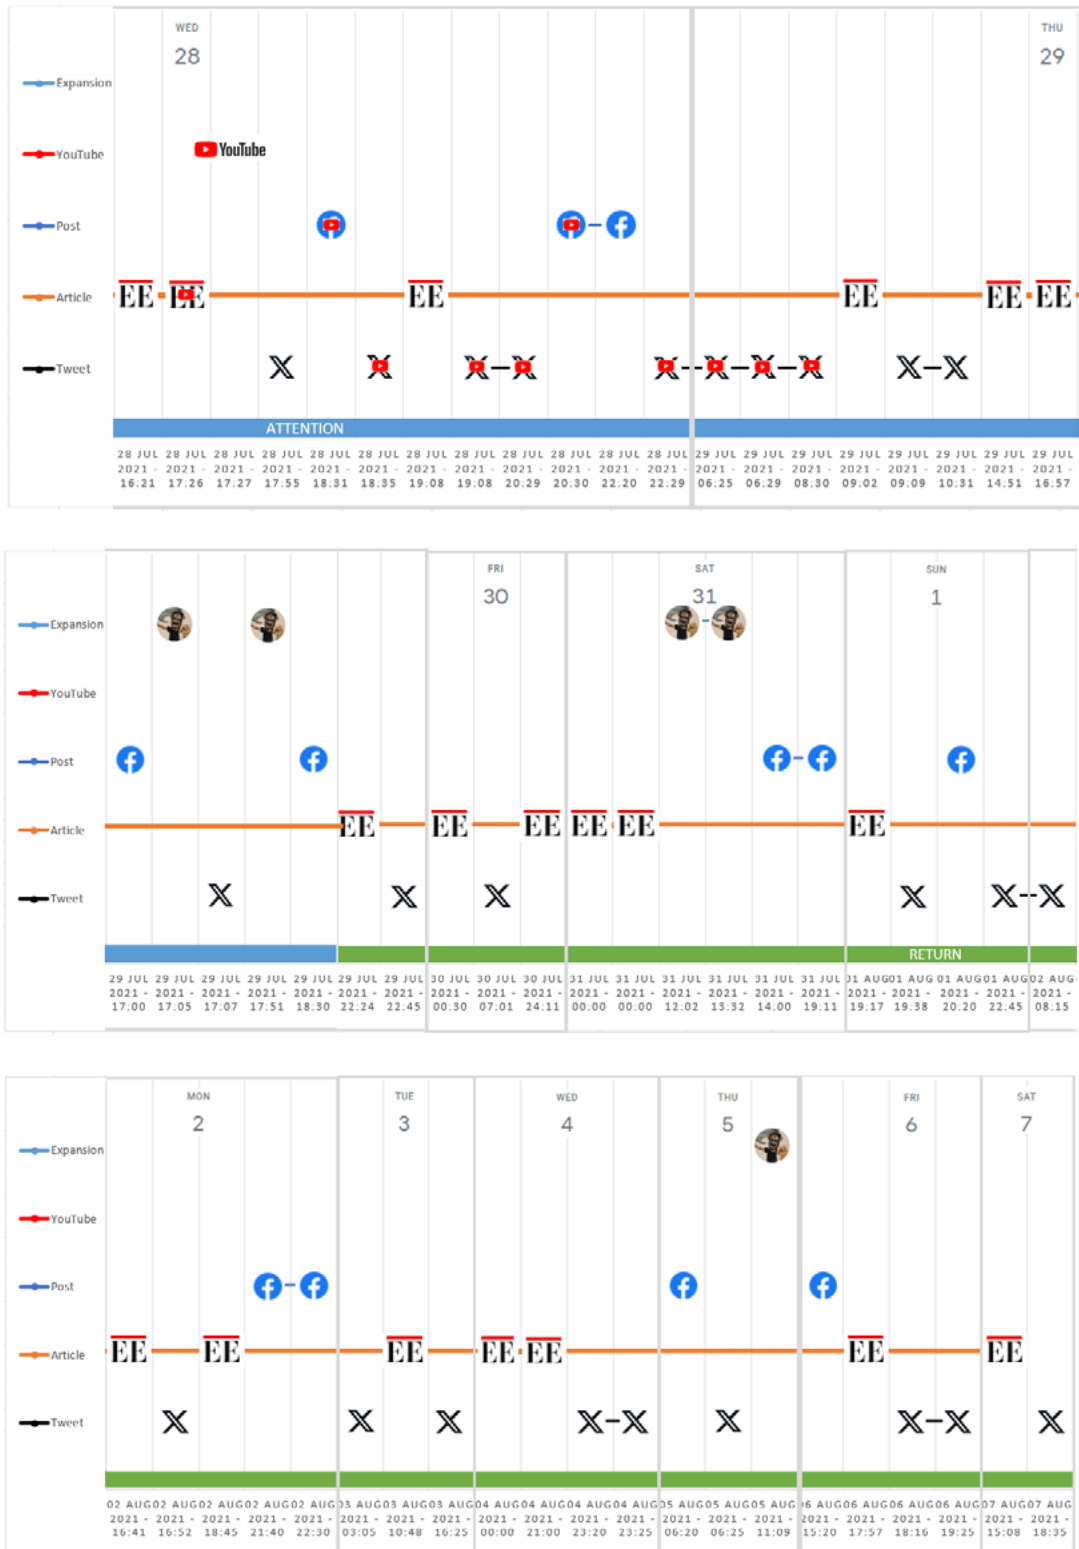 WED
THU
28
29
Expansion
YouTube
YouTube
Post
EE EE EE EE EE EE
Article
Tweet
ATTENTION
28 JUL 28 JUL 28 JUL 28 JUL 28 JUL 28 JUL 28 JUL 28 JUL 28 JUL 28 JUL 28 JUL 28 JUL 29 JUL 29 JUL 29 JUL 29 JUL 29 JUL 29 JUL 29 JUL 29 JUL
2021 - 2021 - 2021 - 2021 - 2021 - 2021 - 2021 - 2021 - 2021 - 2021 - 2021 - 2021 - 2021 - 2021 - 2021 - 2021 - 2021 - 2021 - 2021 - 2021 -
16:21 17:26 17:27 17:55 18:31 18:35 19:08 19:08 20:29 20:30 22:20 22:29 06:25 06:29 08:30 09:02 09:09 10:31 14:51 16:57
FRI SAT SUN
30 31 1
Expansion
YouTube
Post
Article
EE EE EE EE EE EE
Tweet
RETURN
29 JUL 29 JUL 29 JUL 29 JUL 29 JUL 29 JUL 29 JUL 30 JUL 30 JUL 30 JUL 31 JUL 31 JUL 31 JUL 31 JUL 31 JUL 31 JUL 01 AUG 01 AUG 01 AUG 01 AUG 02 AUG
2021 - 2021 - 2021 - 2021 - 2021 - 2021 - 2021 - 2021 - 2021 - 2021 - 2021 - 2021 - 2021 - 2021 - 2021 - 2021 - 2021 - 2021 - 2021 - 2021 - 2021 -
17:00 17:05 17:07 17:51 18:30 22:24 22:45 00:30 07:01 24:11 00:00 00:00 12:02 13:32 14:00 19:11 19:17 19:38 20:20 22:45 08:15
MON TUE WED THU FRI SAT
2 3 4 5 6 7
Expansion
YouTube
Post
Article
EE EE EE EE EE EE EE
Tweet
02 AUG 02 AUG 02 AUG 02 AUG 02 AUG 03 AUG 03 AUG 03 AUG 04 AUG 04 AUG 04 AUG 04 AUG 05 AUG 05 AUG 05 AUG 06 AUG 06 AUG 06 AUG 06 AUG 07 AUG 07 AUG
2021 - 2021 - 2021 - 2021 - 2021 - 2021 - 2021 - 2021 - 2021 - 2021 - 2021 - 2021 - 2021 - 2021 - 2021 - 2021 - 2021 - 2021 - 2021 - 2021 - 2021 -
16:41 16:52 18:45 21:40 22:30 03:05 10:48 16:25 00:00 21:00 23:20 23:25 06:20 06:25 11:09 15:20 17:57 18:16 19:25 15:08 18:35